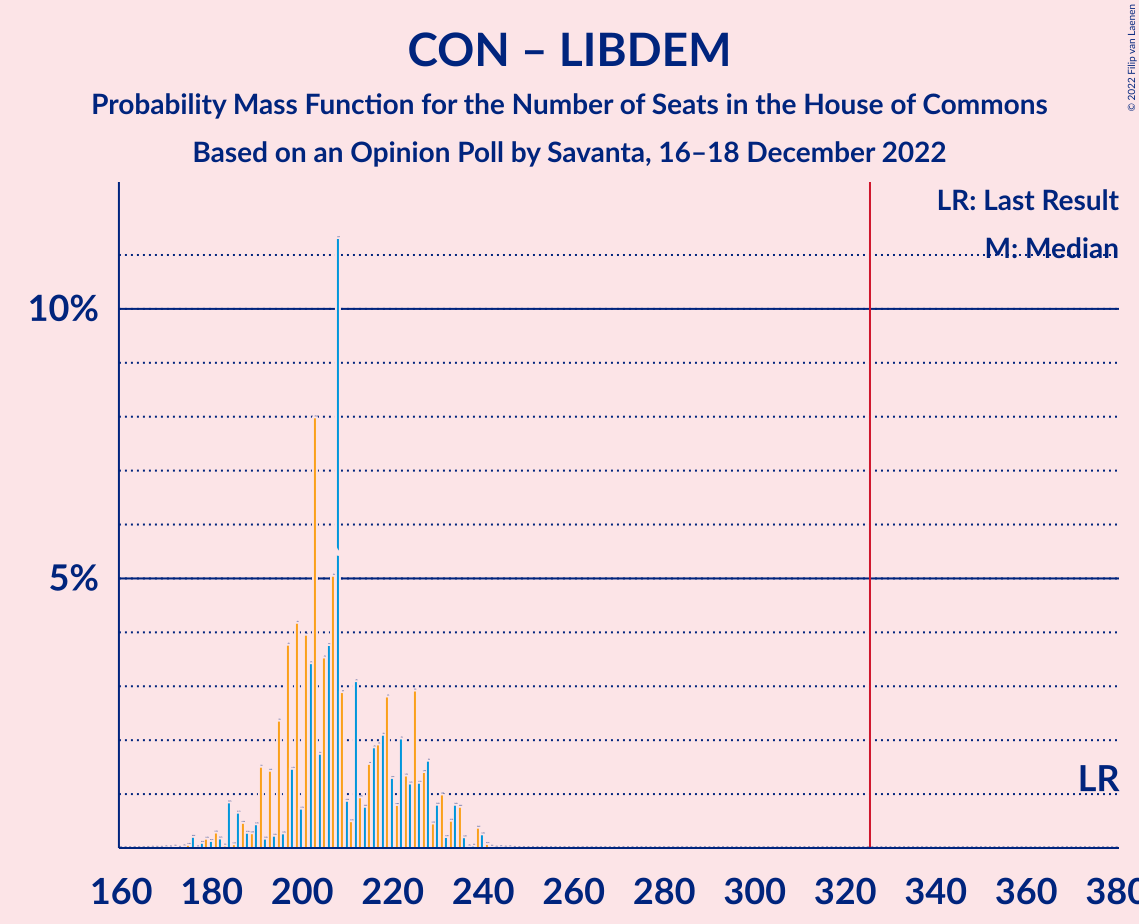 CON – LIBDEM
Probability Mass Function for the Number of Seats in the House of Commons
Based on an Opinion Poll by Savanta, 16–18 December 2022
© 2022 Filip van Laenen
LR: Last Result
M: Median
10%
5%
LR
160 180 200 220 240 260 280 300 320 340 360 380